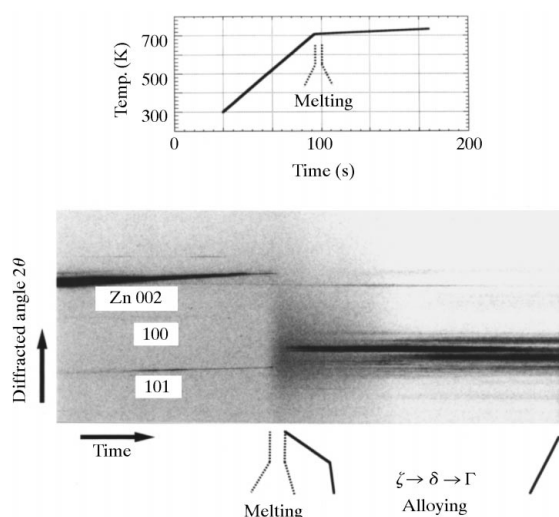 700
500
300
Temp. (K)
Melting
0
100
200
Time (s)
Diffracted angle 2θ
Zn 002
100
101
Time
Melting
ζ → δ → Γ
Alloying